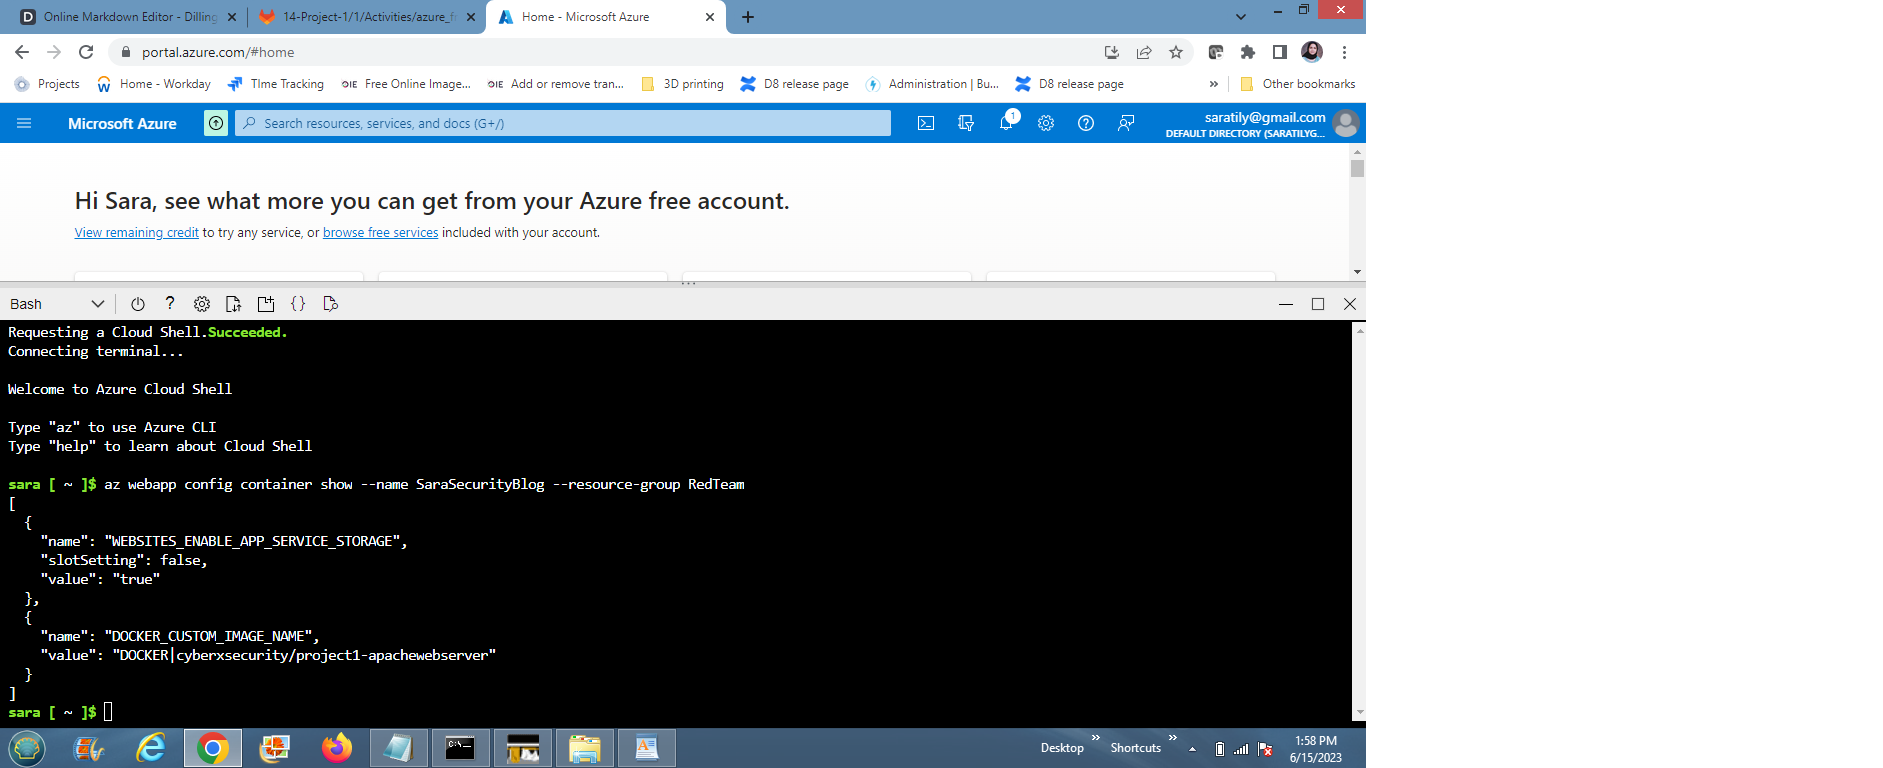 Online Markdown Editor - Dilling
14-Project-1/1/Activities/azure_f
Home - Microsoft Azure
portal.azure.com/#home
Projects
Home - Workday
TIme Tracking
OIE Free Online Image...
OIE Add or remove tran...
3D printing
D8 release page
Administration | Bu...
D8 release page
»
Other bookmarks
Microsoft Azure
Search resources, services, and docs (G+/)
1
saratily@gmail.com
DEFAULT DIRECTORY (SARATILYG...
Hi Sara, see what more you can get from your Azure free account.
View remaining credit to try any service, or browse free services included with your account.
Bash
Requesting a Cloud Shell.Succeeded.
Connecting terminal...
Welcome to Azure Cloud Shell
Type "az" to use Azure CLI
Type "help" to learn about Cloud Shell
sara [ ~ ]$ az webapp config container show --name SaraSecurityBlog --resource-group RedTeam
[
  {
    "name": "WEBSITES_ENABLE_APP_SERVICE_STORAGE",
    "slotSetting": false,
    "value": "true"
  },
  {
    "name": "DOCKER_CUSTOM_IMAGE_NAME",
    "value": "DOCKER|cyberxsecurity/project1-apachewebserver"
  }
]
sara [ ~ ]$
Desktop » Shortcuts »
1:58 PM
6/15/2023